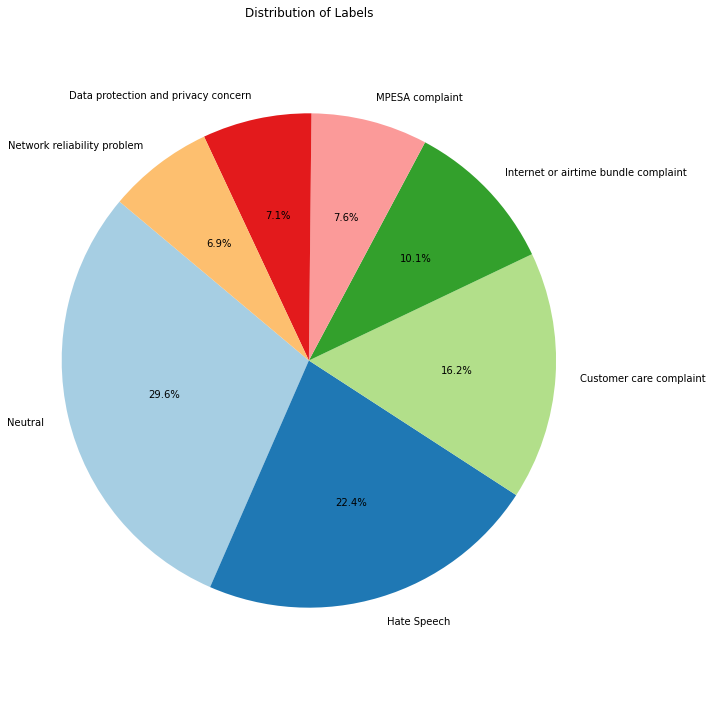 Distribution of Labels
Data protection and privacy concern
MPESA complaint
Network reliability problem
Internet or airtime bundle complaint
7.1%
7.6%
6.9%
10.1%
16.2%
Customer care complaint
29.6%
Neutral
22.4%
Hate Speech